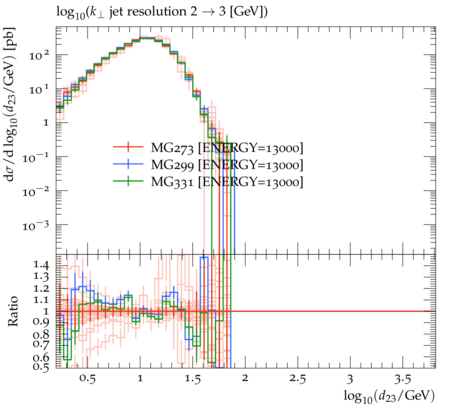 log₁₀(k⊥ jet resolution 2 → 3 [GeV])
dσ/d log₁₀(d₂₃/GeV) [pb]
10²
10¹
1
10⁻¹
10⁻²
10⁻³
MG273 [ENERGY=13000]
MG299 [ENERGY=13000]
MG331 [ENERGY=13000]
Ratio
1.4
1.3
1.2
1.1
1
0.9
0.8
0.7
0.6
0.5
0.5 1 1.5 2 2.5 3 3.5
log₁₀(d₂₃/GeV)